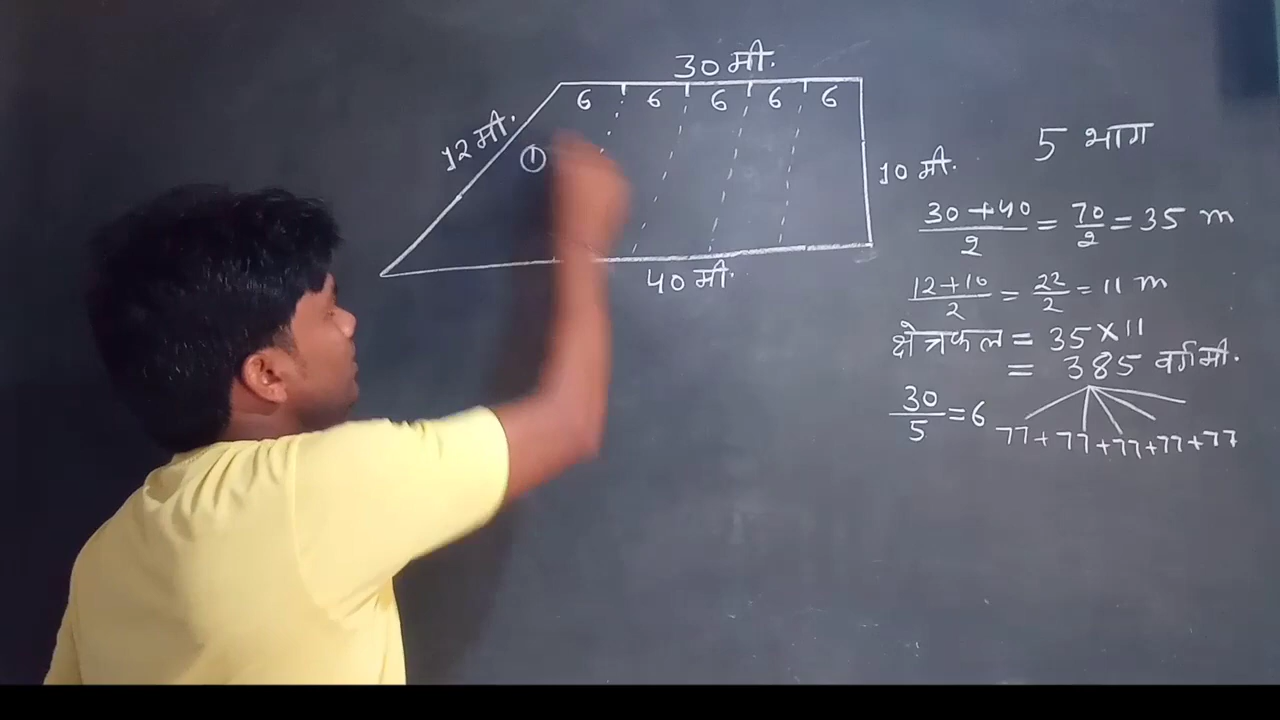 30 मी.
6 6 6 6 6
12 मी.
①
10 मी.
40 मी.
5 भाग
30+40/2 = 70/2 = 35 m
12+10/2 = 22/2 = 11 m
क्षेत्रफल = 35×11
= 385 वर्ग मी.
30/5 = 6
77+77+77+77+77